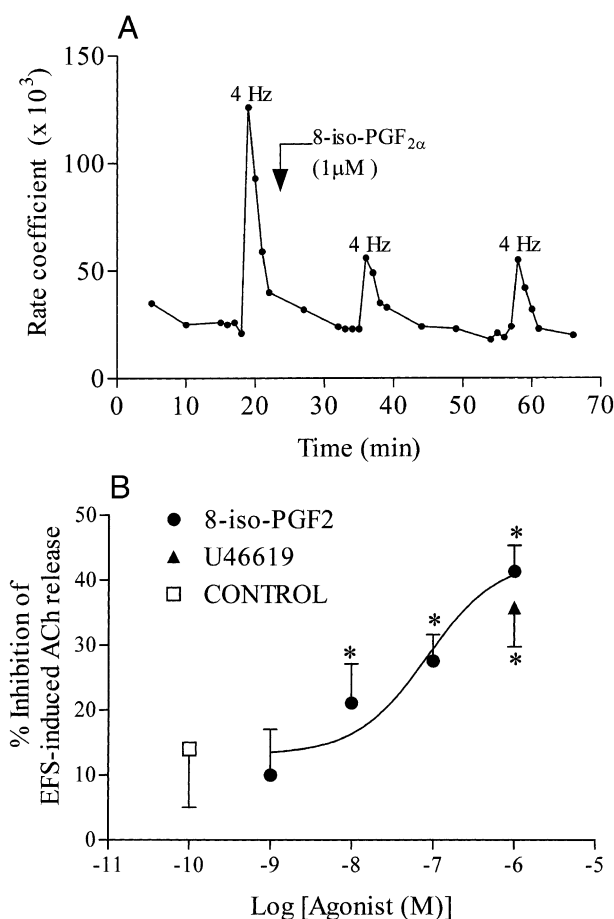 A
150
100
50
0
Rate coefficient (x 10³)
4 Hz
8-iso-PGF₂α
(1μM )
4 Hz
4 Hz
0 10 20 30 40 50 60 70
Time (min)
B
50
40
30
20
10
0
% Inhibition of
EFS-induced ACh release
8-iso-PGF2
U46619
CONTROL
*
*
*
*
-11 -10 -9 -8 -7 -6 -5
Log [Agonist (M)]